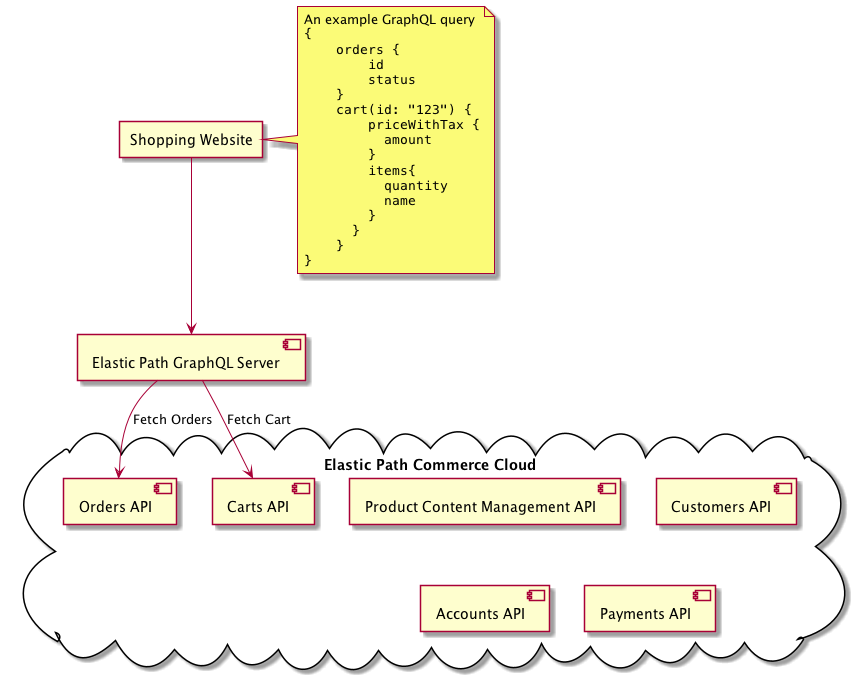 An example GraphQL query
{
    orders {
        id
        status
    }
    cart(id: "123") {
        priceWithTax {
          amount
        }
        items{
          quantity
          name
        }
      }
    }
}
Shopping Website
Elastic Path GraphQL Server
Fetch Orders
Fetch Cart
Elastic Path Commerce Cloud
Orders API
Carts API
Product Content Management API
Customers API
Accounts API
Payments API